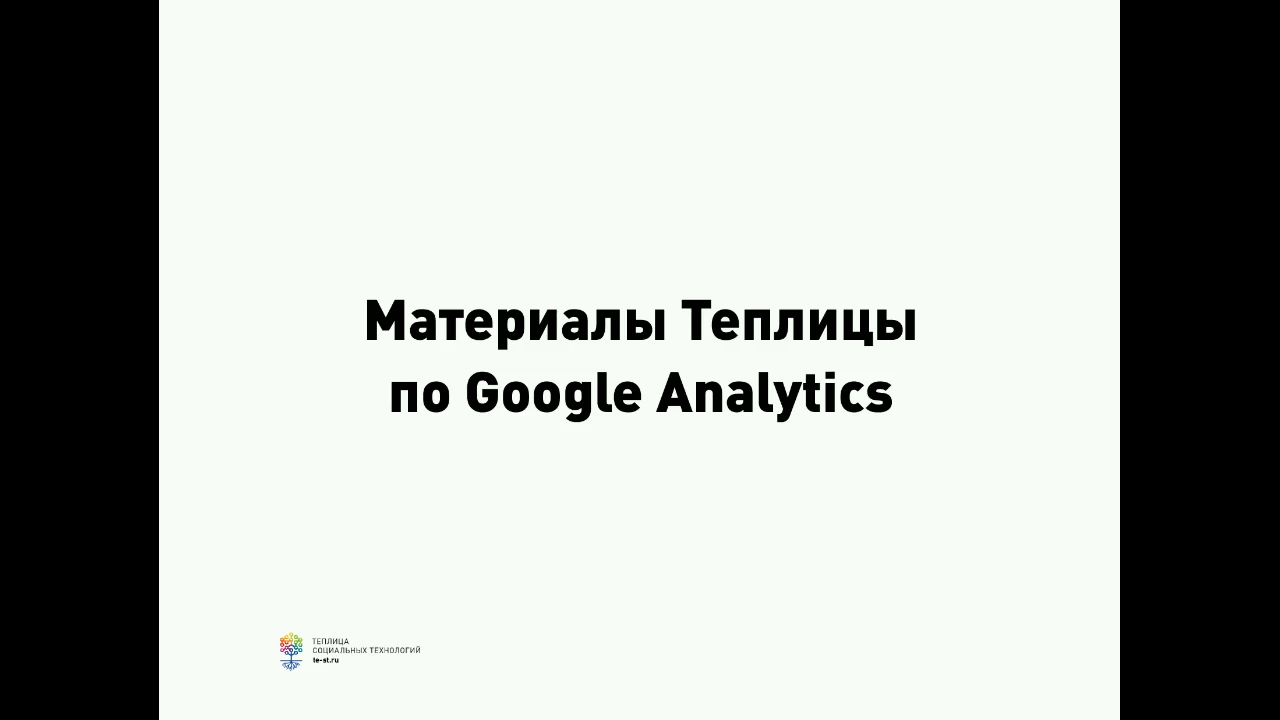 Материалы Теплицы
по Google Analytics
ТЕПЛИЦА
СОЦИАЛЬНЫХ ТЕХНОЛОГИЙ
te-st.ru